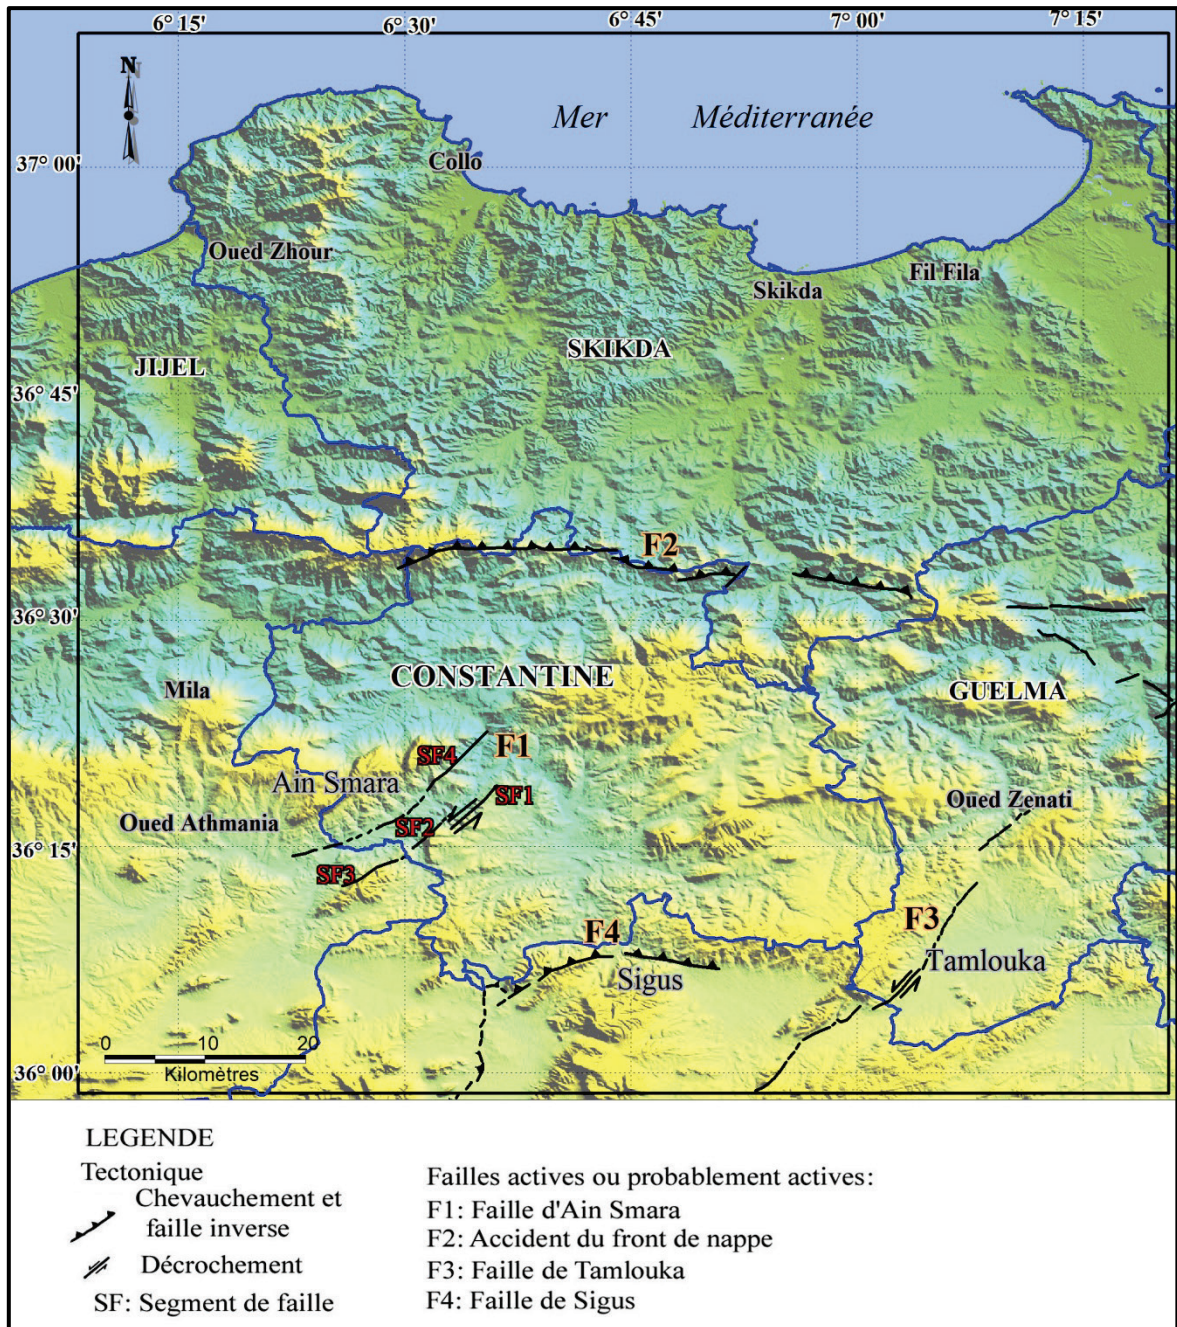 6° 15'
6° 30'
6° 45'
7° 00'
7° 15'
N
Mer Méditerranée
37° 00'
Collo
Oued Zhour
Fil Fila
Skikda
SKIKDA
JIJEL
36° 45'
F2
36° 30'
CONSTANTINE
Mila
GUELMA
F1
SF4
Ain Smara
SF1
Oued Zenati
Oued Athmania
SF2
36° 15'
SF3
F3
F4
Tamlouka
Sigus
0 10 20
Kilomètres
36° 00'
LEGENDE
Tectonique
Chevauchement et
faille inverse
Décrochement
SF: Segment de faille
Failles actives ou probablement actives:
F1: Faille d'Ain Smara
F2: Accident du front de nappe
F3: Faille de Tamlouka
F4: Faille de Sigus